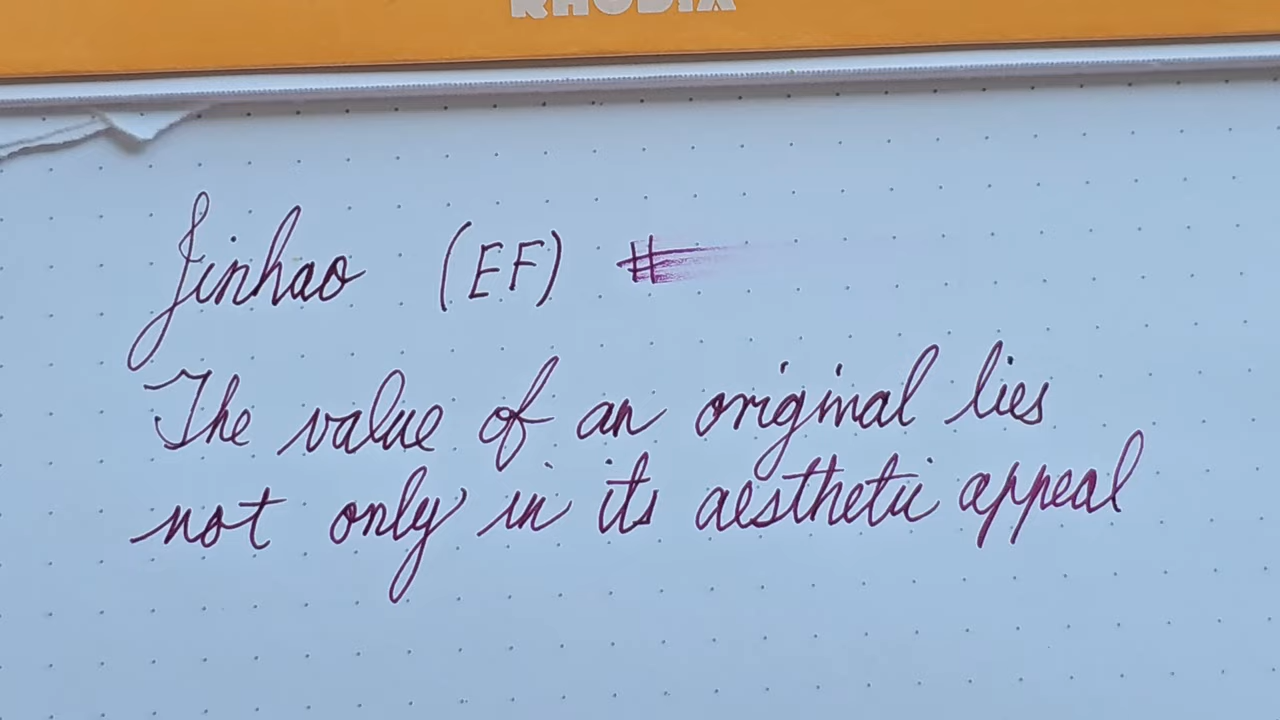 RHODIA
Jinhao (EF) #
The value of an original lies
not only in its aesthetic appeal